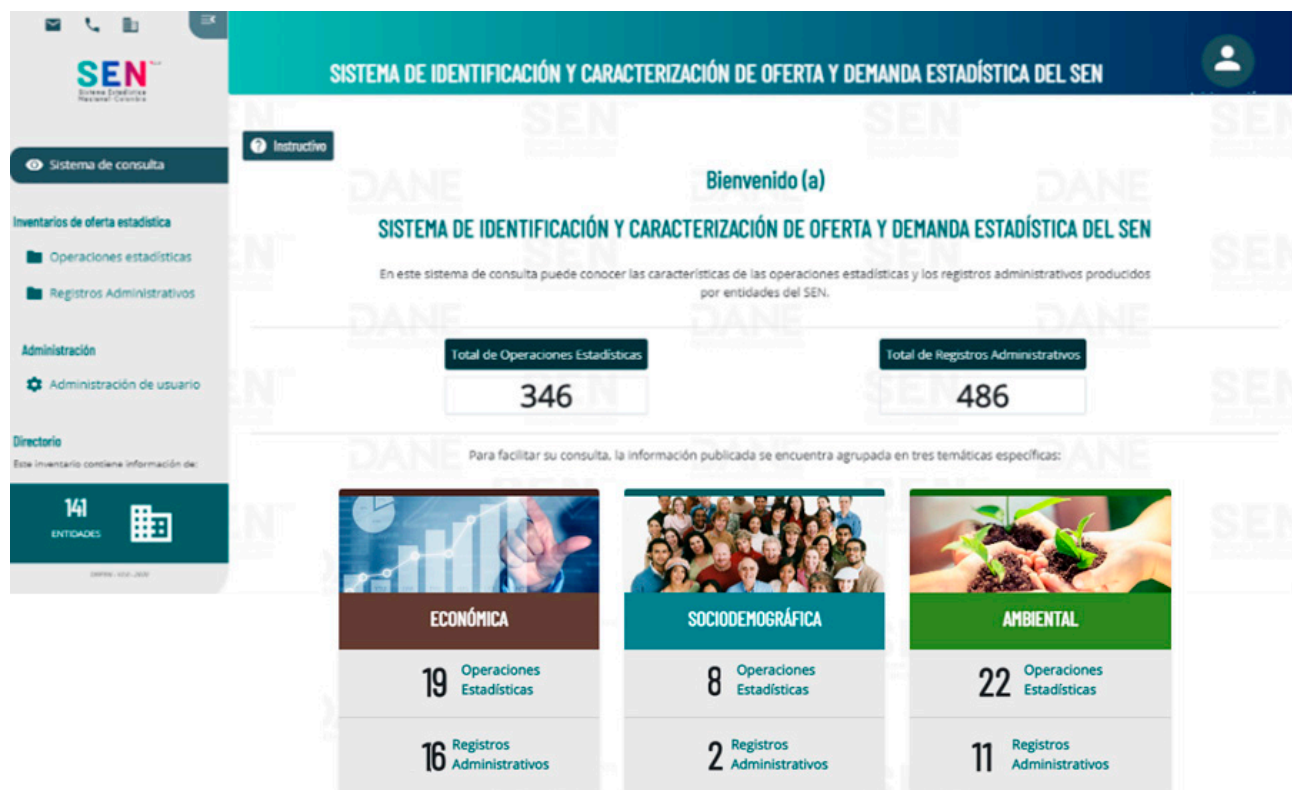 SEN
Sistema Estadístico
Nacional Colombia
Sistema de consulta
Inventarios de oferta estadística
Operaciones estadísticas
Registros Administrativos
Administración
Administración de usuario
Directorio
Este inventario contiene información de:
141
ENTIDADES
SISTEMA DE IDENTIFICACIÓN Y CARACTERIZACIÓN DE OFERTA Y DEMANDA ESTADÍSTICA DEL SEN
Instructivo
Bienvenido (a)
SISTEMA DE IDENTIFICACIÓN Y CARACTERIZACIÓN DE OFERTA Y DEMANDA ESTADÍSTICA DEL SEN
En este sistema de consulta puede conocer las características de las operaciones estadísticas y los registros administrativos producidos
por entidades del SEN.
Total de Operaciones Estadísticas
346
Total de Registros Administrativos
486
Para facilitar su consulta, la información publicada se encuentra agrupada en tres temáticas específicas:
ECONÓMICA
19 Operaciones
Estadísticas
16 Registros
Administrativos
SOCIODEMOGRÁFICA
8 Operaciones
Estadísticas
2 Registros
Administrativos
AMBIENTAL
22 Operaciones
Estadísticas
11 Registros
Administrativos